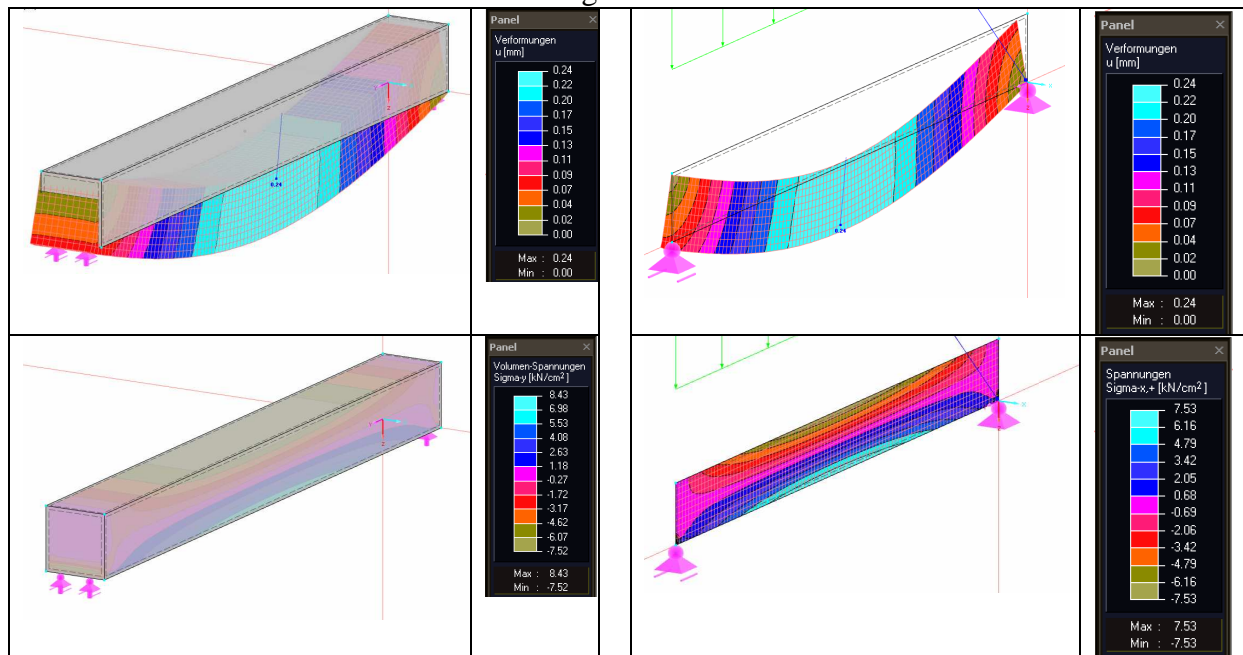 Panel ×
Verformungen
u [mm]
0.24
0.22
0.20
0.17
0.15
0.13
0.11
0.09
0.07
0.04
0.02
0.00
Max : 0.24
Min : 0.00
0.24
Panel
Verformungen
u [mm]
0.24
0.22
0.20
0.17
0.15
0.13
0.11
0.09
0.07
0.04
0.02
0.00
Max : 0.24
Min : 0.00
0.24
Panel ×
Volumen-Spannungen
Sigma-y [kN/cm²]
8.43
6.98
5.53
4.08
2.63
1.18
-0.27
-1.72
-3.17
-4.62
-6.07
-7.52
Max : 8.43
Min : -7.52
Panel ×
Spannungen
Sigma-x,+ [kN/cm²]
7.53
6.16
4.79
3.42
2.05
0.68
-0.69
-2.06
-3.42
-4.79
-6.16
-7.53
Max : 7.53
Min : -7.53